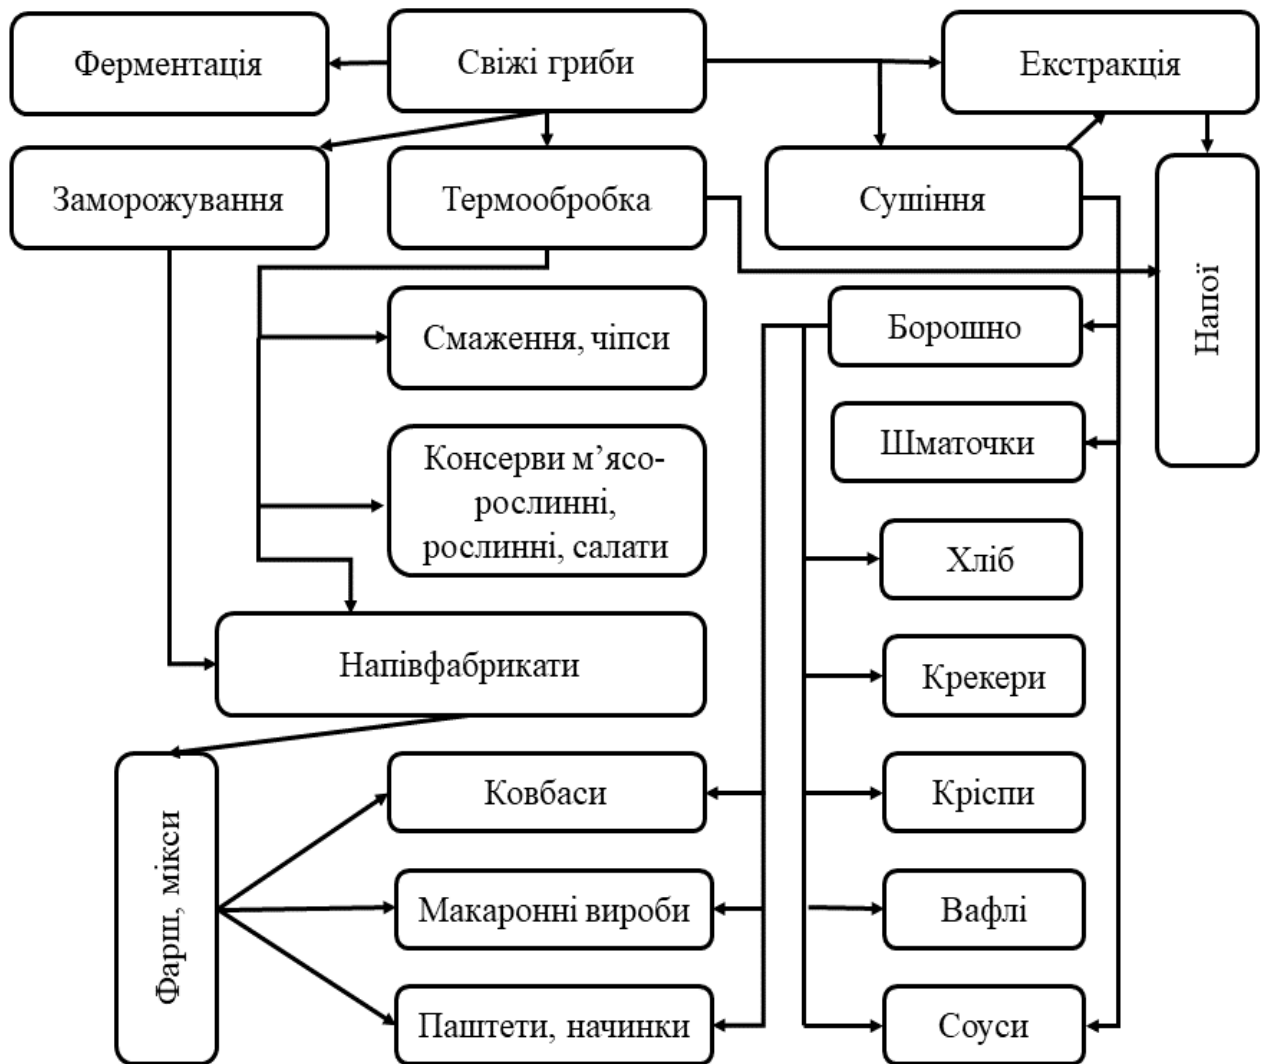 Ферментація
Свіжі гриби
Екстракція
Заморожування
Термообробка
Сушіння
Напої
Смаження, чіпси
Борошно
Консерви м’ясо-
рослинні,
рослинні, салати
Шматочки
Хліб
Напівфабрикати
Крекери
Фарш, мікси
Ковбаси
Кріспи
Макаронні вироби
Вафлі
Паштети, начинки
Соуси